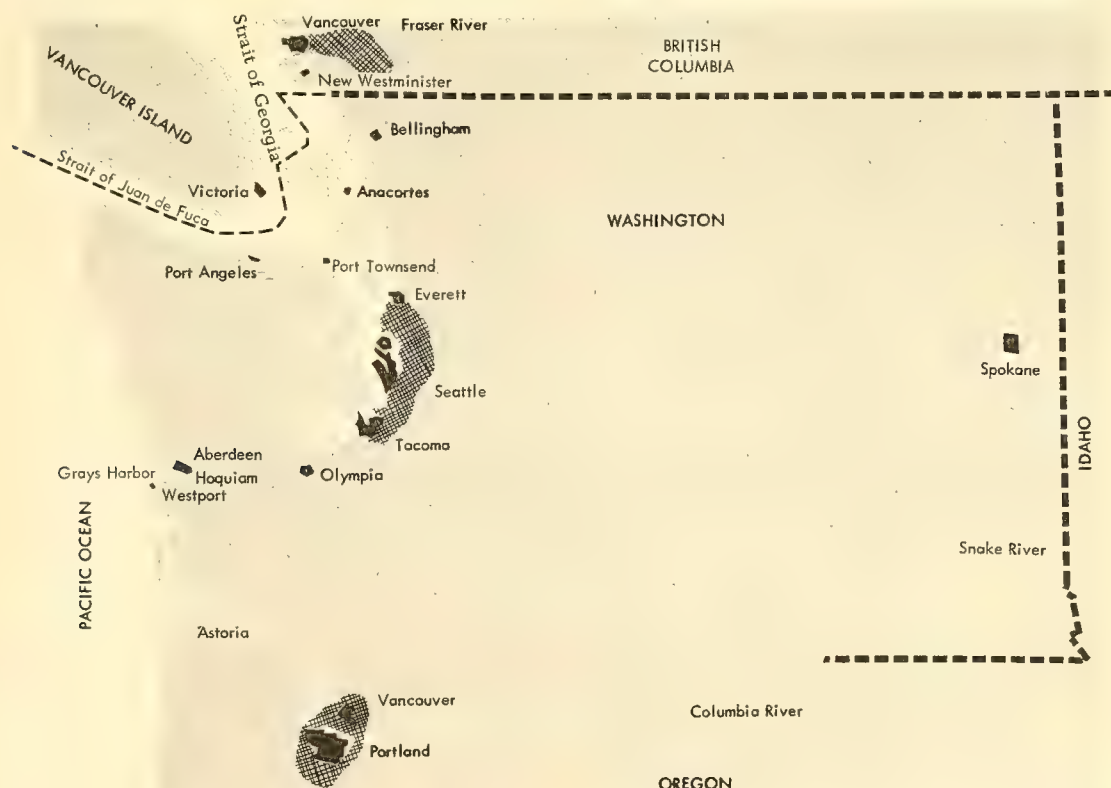 Vancouver
Fraser River
Strait of Georgia
BRITISH
COLUMBIA
VANCOUVER ISLAND
New Westminister
Bellingham
Strait of Juan de Fuca
Victoria
Anacortes
WASHINGTON
Port Angeles
Port Townsend
Everett
Spokane
Seattle
IDAHO
Tacoma
Aberdeen
Grays Harbor
Hoquiam
Olympia
Westport
PACIFIC OCEAN
Snake River
Astoria
Vancouver
Columbia River
Portland
OREGON